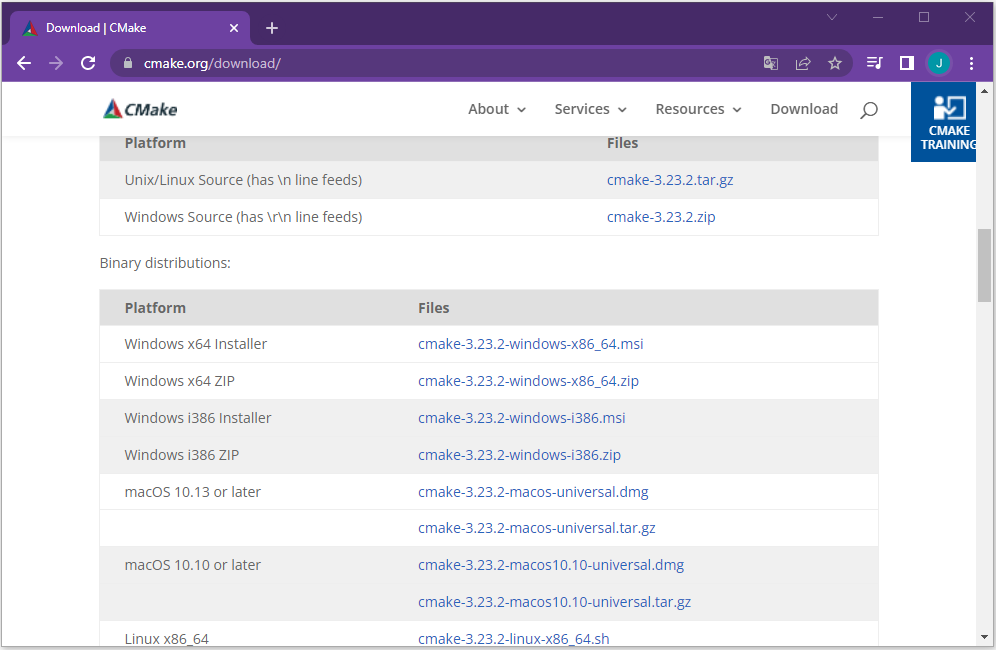 Download | CMake
cmake.org/download/
J
CMake
About
Services
Resources
Download
CMAKE
TRAINING
Platform Files
Unix/Linux Source (has \n line feeds) cmake-3.23.2.tar.gz
Windows Source (has \r\n line feeds) cmake-3.23.2.zip
Binary distributions:
Platform Files
Windows x64 Installer cmake-3.23.2-windows-x86_64.msi
Windows x64 ZIP cmake-3.23.2-windows-x86_64.zip
Windows i386 Installer cmake-3.23.2-windows-i386.msi
Windows i386 ZIP cmake-3.23.2-windows-i386.zip
macOS 10.13 or later cmake-3.23.2-macos-universal.dmg
cmake-3.23.2-macos-universal.tar.gz
macOS 10.10 or later cmake-3.23.2-macos10.10-universal.dmg
cmake-3.23.2-macos10.10-universal.tar.gz
Linux x86_64 cmake-3.23.2-linux-x86_64.sh